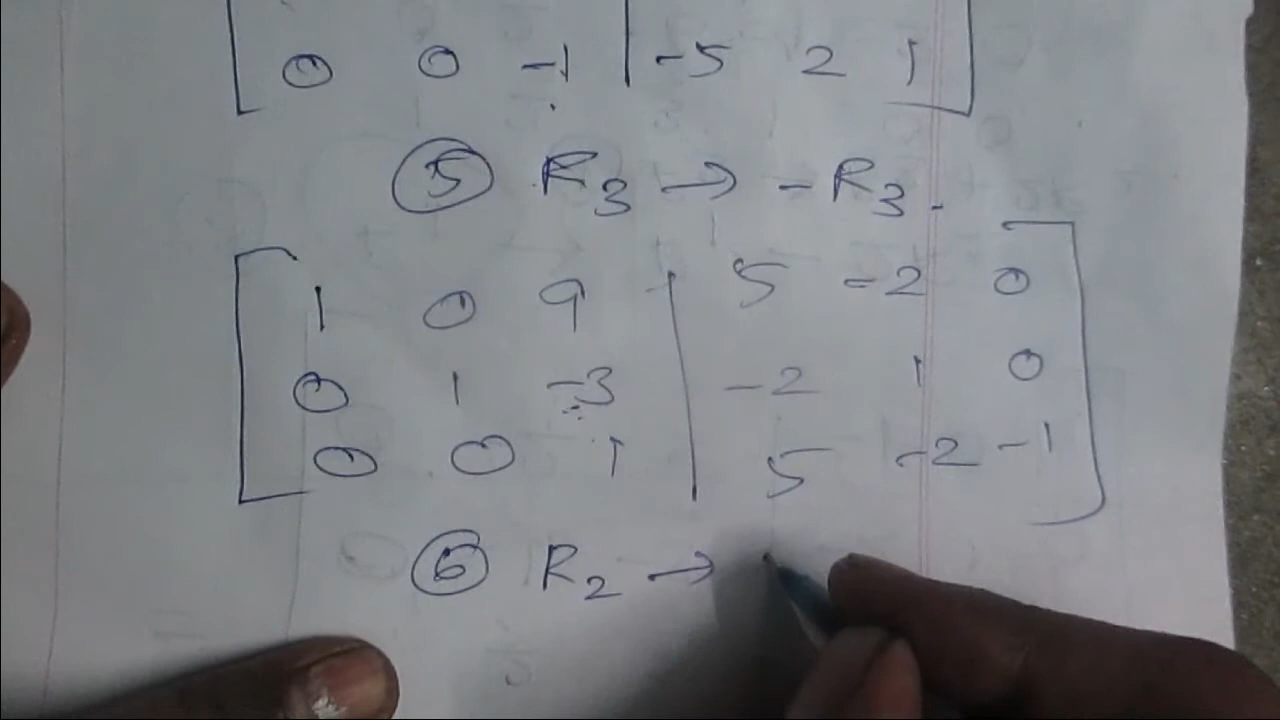 0 0 -1 | -5 2 1
⑤ R₃ → -R₃.
1 0 9 | 5 -2 0
0 1 -3 | -2 1 0
0 0 1 | 5 -2 -1
⑥ R₂ →